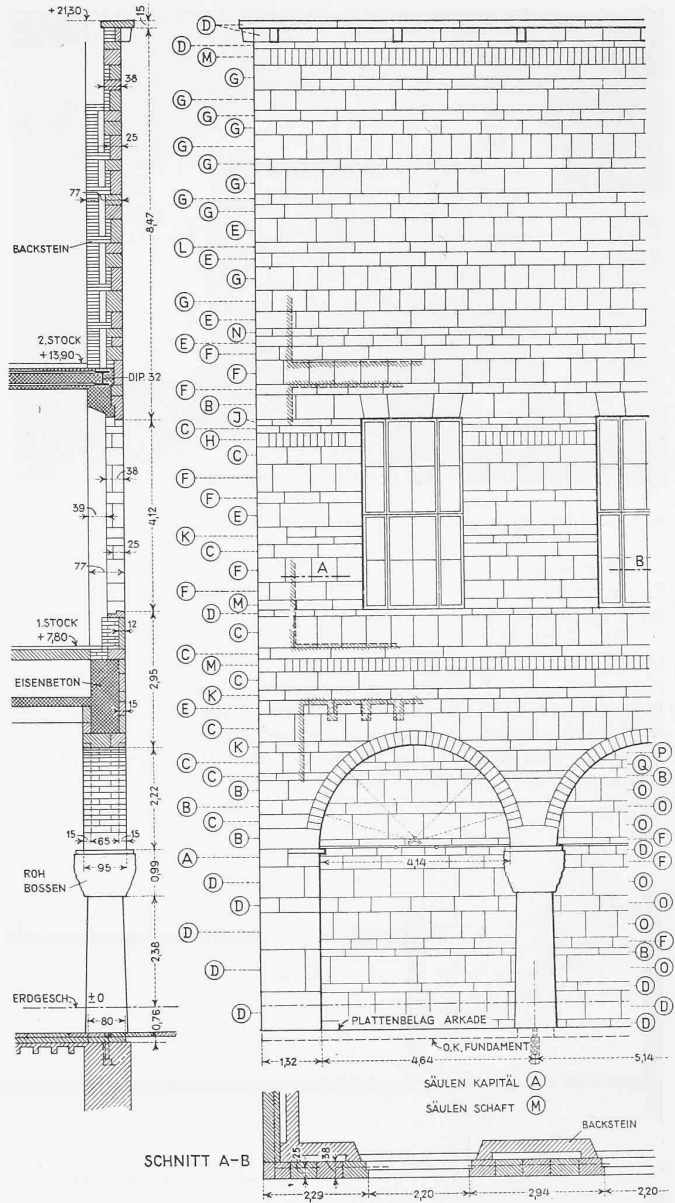 +21,30
15
38
25
77
8,47
BACKSTEIN
2. STOCK
+13,90
DIP. 32
38
39
4,12
25
77
1. STOCK
+7,80
12
EISENBETON
2,95
15
2,22
15 65 15
95
ROH
BOSSEN
0,99
2,38
ERDGESCH. ±0
80
0,76
D
D
M
G
G
G
G
G
G
G
G
G
E
L
E
G
G
E
N
E
F
F
F
B
J
C
H
C
F
F
E
K
C
F
F
M
D
C
C
M
C
K
E
C
K
C
C
B
B
C
B
A
D
D
D
D
D
A
B
P
Q
B
O
O
O
F
D
F
O
O
O
F
B
O
D
D
D
4,14
PLATTENBELAG ARKADE
O.K. FUNDAMENT
1,32 4,64 5,14
SÄULEN KAPITÄL A
SÄULEN SCHAFT M
SCHNITT A-B
BACKSTEIN
25
38
2,29 2,20 2,94 2,20